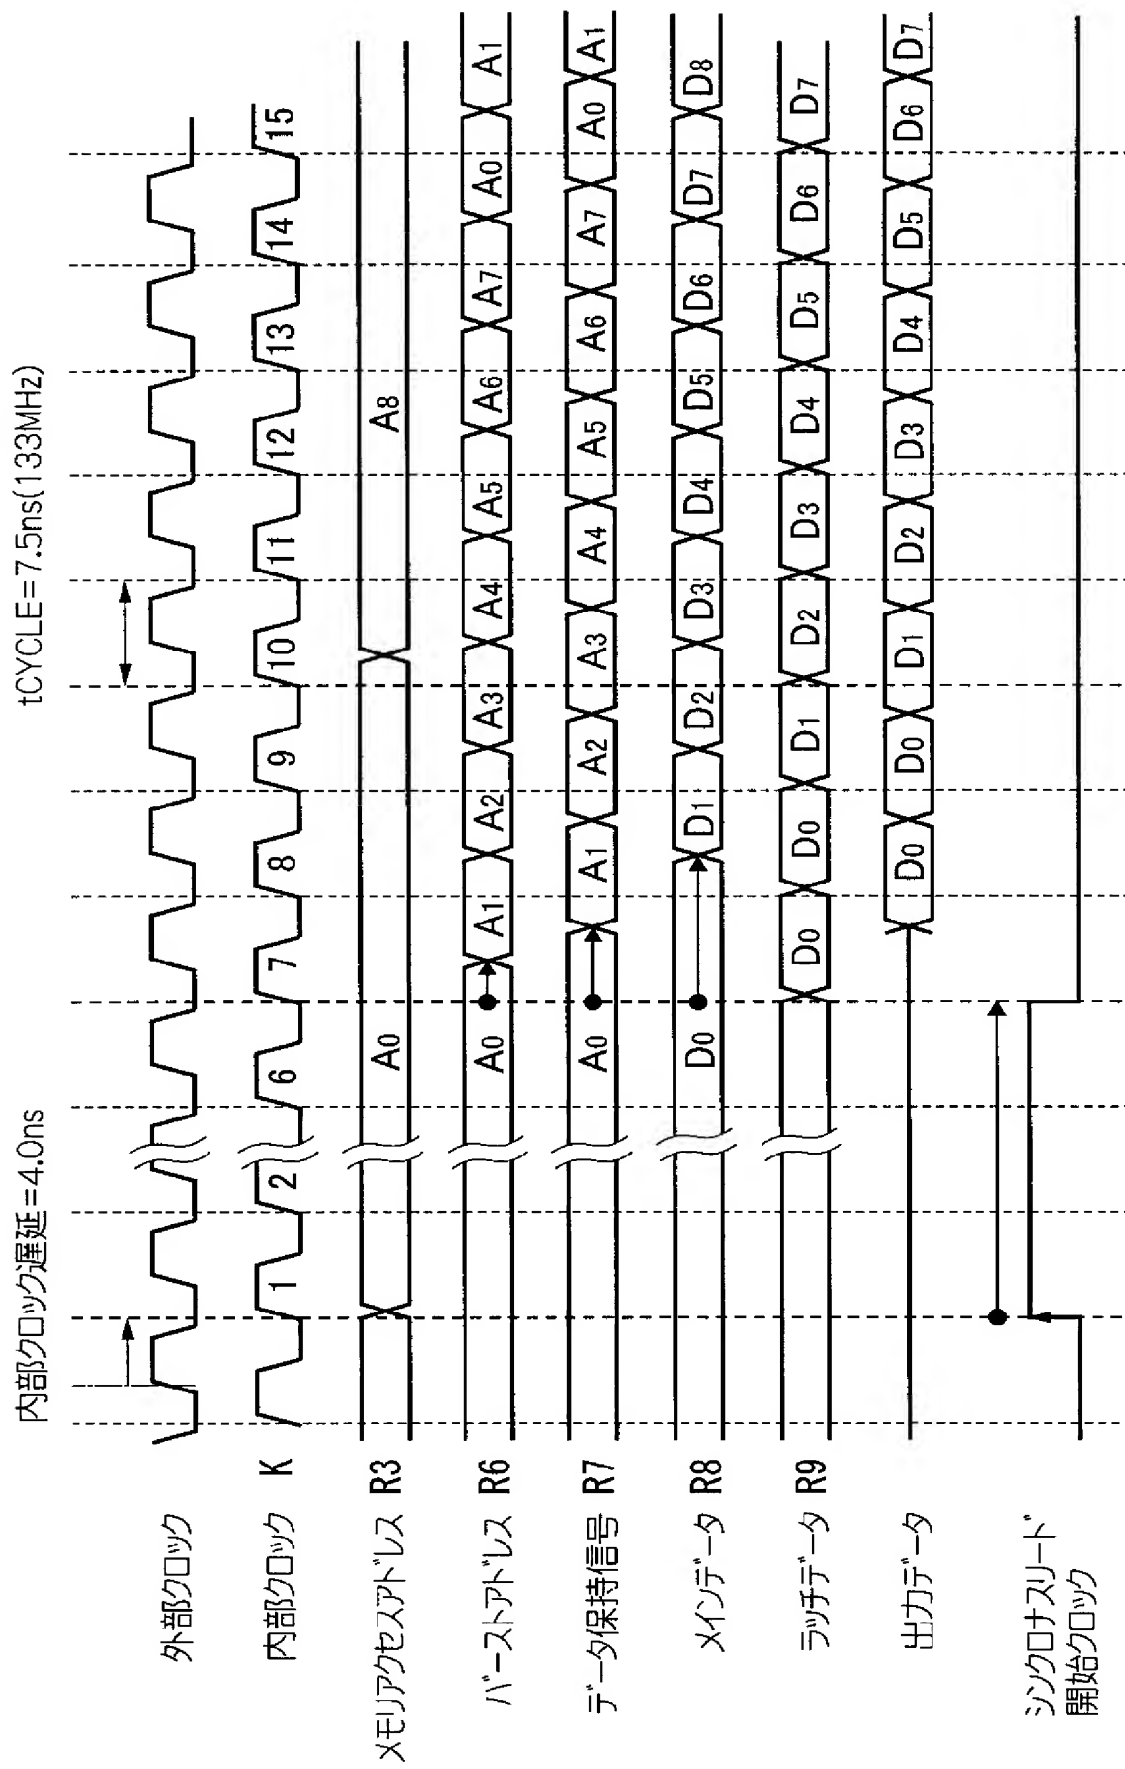 内部クロック遅延=4.0ns
tCYCLE=7.5ns(133MHz)
外部クロック
内部クロック K 1 2 6 7 8 9 10 11 12 13 14 15
メモリアクセスアドレス R3 A0 A8
バーストアドレス R6 A0 A1 A2 A3 A4 A5 A6 A7 A0 A1
データ保持信号 R7 A0 A1 A2 A3 A4 A5 A6 A7 A0 A1
メインデータ R8 D0 D1 D2 D3 D4 D5 D6 D7 D8
ラッチデータ R9 D0 D0 D1 D2 D3 D4 D5 D6 D7
出力データ D0 D0 D1 D2 D3 D4 D5 D6 D7
シンクロナスリード
開始クロック